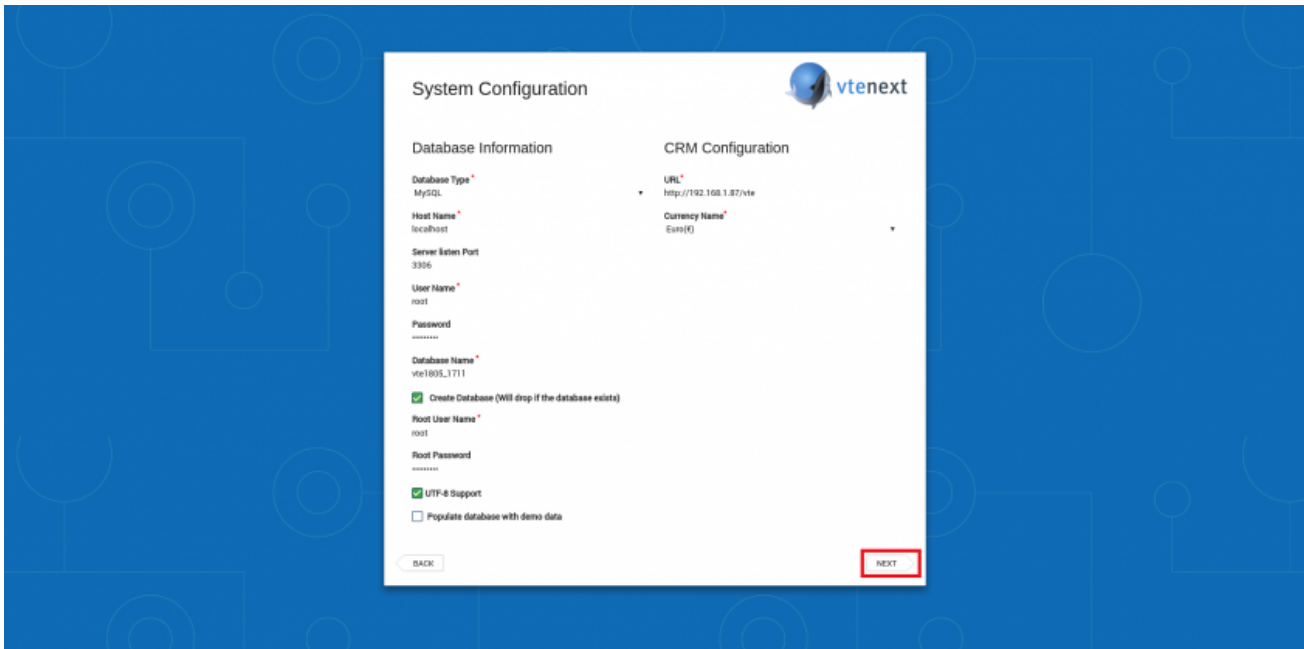 System Configuration
vtenext
Database Information
Database Type *
MySQL
Host Name *
localhost
Server listen Port
3306
User Name *
root
Password
••••••••
Database Name *
vte1805_1711
Create Database (Will drop if the database exists)
Root User Name *
root
Root Password
••••••••
UTF-8 Support
Populate database with demo data
CRM Configuration
URL*
http://192.168.1.87/vte
Currency Name*
Euro(€)
BACK
NEXT